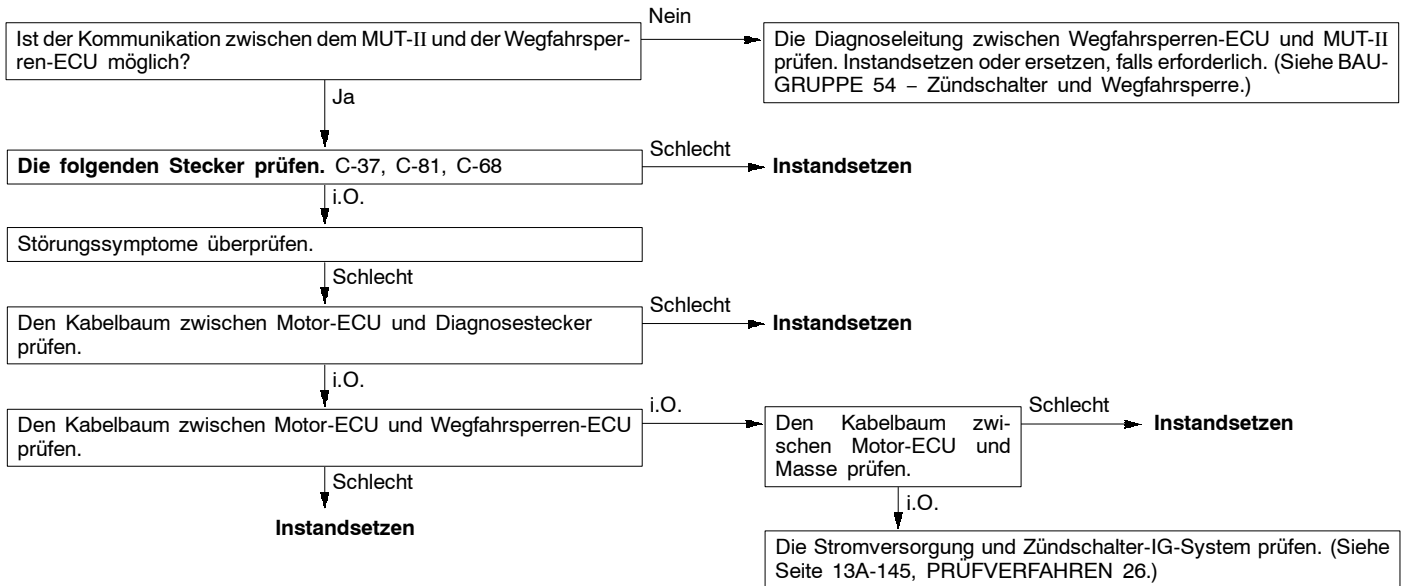 Nein
Ist der Kommunikation zwischen dem MUT-II und der Wegfahrsper-
ren-ECU möglich?
Die Diagnoseleitung zwischen Wegfahrsperren-ECU und MUT-II
prüfen. Instandsetzen oder ersetzen, falls erforderlich. (Siehe BAU-
GRUPPE 54 – Zündschalter und Wegfahrsperre.)
Ja
Die folgenden Stecker prüfen. C-37, C-81, C-68
Schlecht
Instandsetzen
i.O.
Störungssymptome überprüfen.
Schlecht
Den Kabelbaum zwischen Motor-ECU und Diagnosestecker
prüfen.
Schlecht
Instandsetzen
i.O.
Den Kabelbaum zwischen Motor-ECU und Wegfahrsperren-ECU
prüfen.
i.O.
Den Kabelbaum zwi-
schen Motor-ECU und
Masse prüfen.
Schlecht
Instandsetzen
Schlecht
Instandsetzen
i.O.
Die Stromversorgung und Zündschalter-IG-System prüfen. (Siehe
Seite 13A-145, PRÜFVERFAHREN 26.)